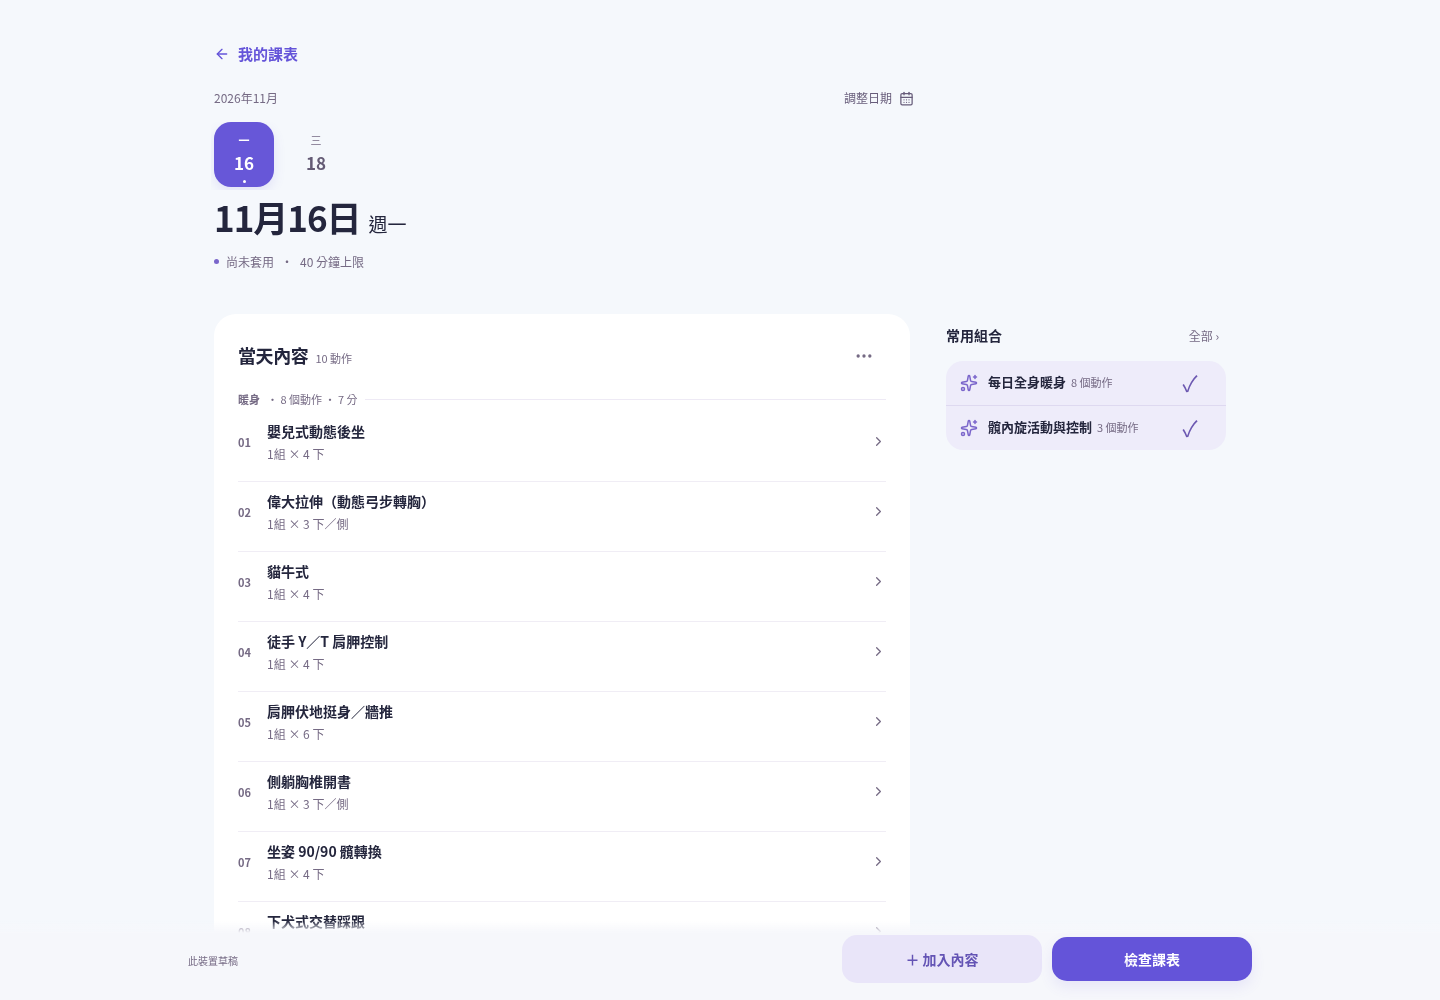 我的課表
2026年11月
調整日期
一
16
三
18
11月16日 週一
尚未套用 · 40 分鐘上限
當天內容 10 動作
暖身 · 8 個動作 · 7 分
01
嬰兒式動態後坐
1組 × 4 下
02
偉大拉伸（動態弓步轉胸）
1組 × 3 下／側
03
貓牛式
1組 × 4 下
04
徒手 Y／T 肩胛控制
1組 × 4 下
05
肩胛伏地挺身／牆推
1組 × 6 下
06
側躺胸椎開書
1組 × 3 下／側
07
坐姿 90/90 髖轉換
1組 × 4 下
08
下犬式交替踩跟
常用組合
全部 ›
每日全身暖身 8 個動作
髖內旋活動與控制 3 個動作
此裝置草稿
＋ 加入內容
檢查課表